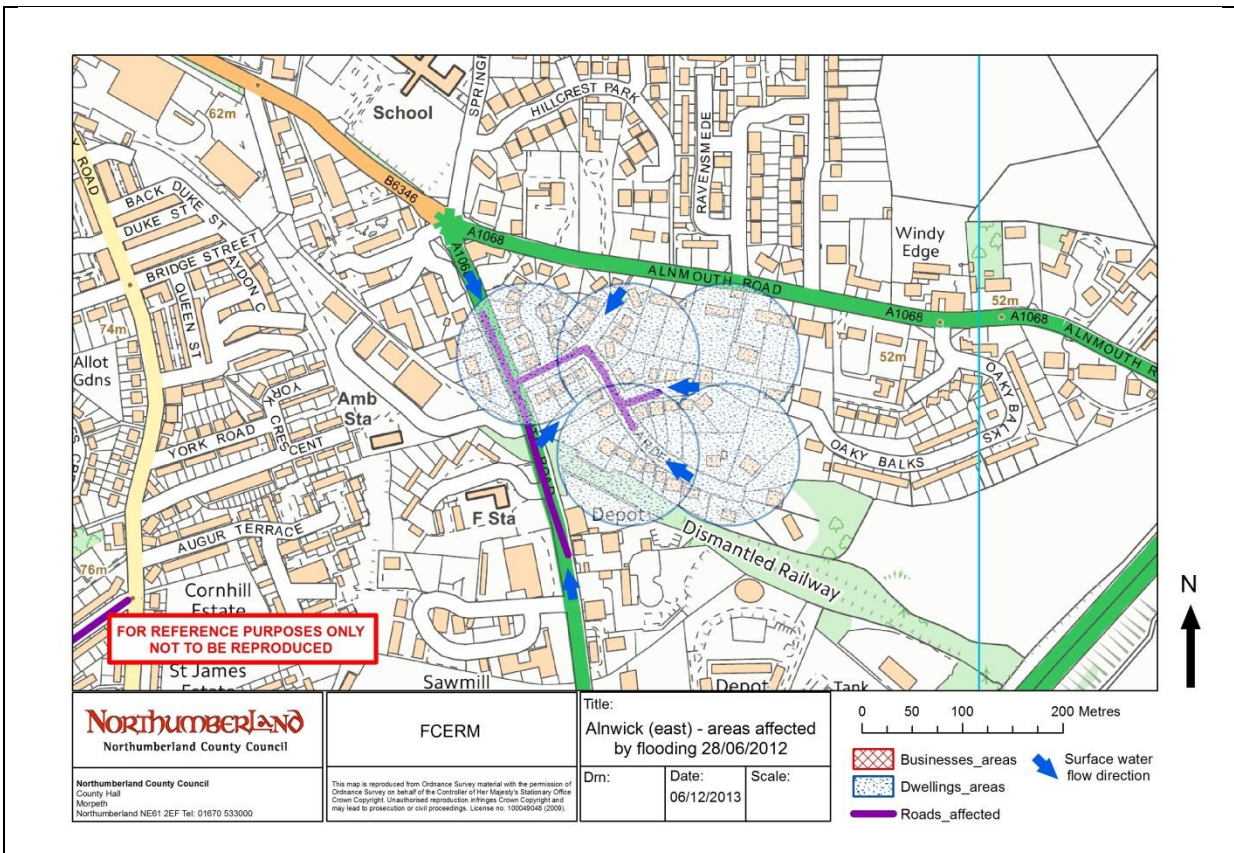 School
SPRINGF
HILLCREST PARK
RAVENSMEDE
62m
Y ROAD
B6346
BACK DUKE ST
DUKE ST
BRIDGE STREET
QUEEN ST
GRAYDON C
74m
Allot
Gdns
A1068
A1068
ALNMOUTH ROAD
Windy
Edge
52m
A1068
A1068
ALNMOUTH R
52m
OAKY BALKS
OAKY BALKS
YORK ROAD
YORK CRESCENT
Amb
Sta
ROAD
F Sta
Depot
Dismantled Railway
AUGUR TERRACE
76m
Cornhill
Estate
FOR REFERENCE PURPOSES ONLY
NOT TO BE REPRODUCED
St James
Estate
Sawmill
Depot
Tank
N
NORTHUMBERLAND
Northumberland County Council
Northumberland County Council
County Hall
Morpeth
Northumberland NE61 2EF Tel: 01670 533000
FCERM
This map is reproduced from Ordnance Survey material with the permission of
Ordnance Survey on behalf of the Controller of Her Majesty's Stationary Office
Crown Copyright. Unauthorised reproduction infringes Crown Copyright and
may lead to prosecution or civil proceedings. License no. 100049048 (2009).
Title:
Alnwick (east) - areas affected
by flooding 28/06/2012
Drn:
Date:
06/12/2013
Scale:
0 50 100 200 Metres
Businesses_areas
Dwellings_areas
Roads_affected
Surface water
flow direction